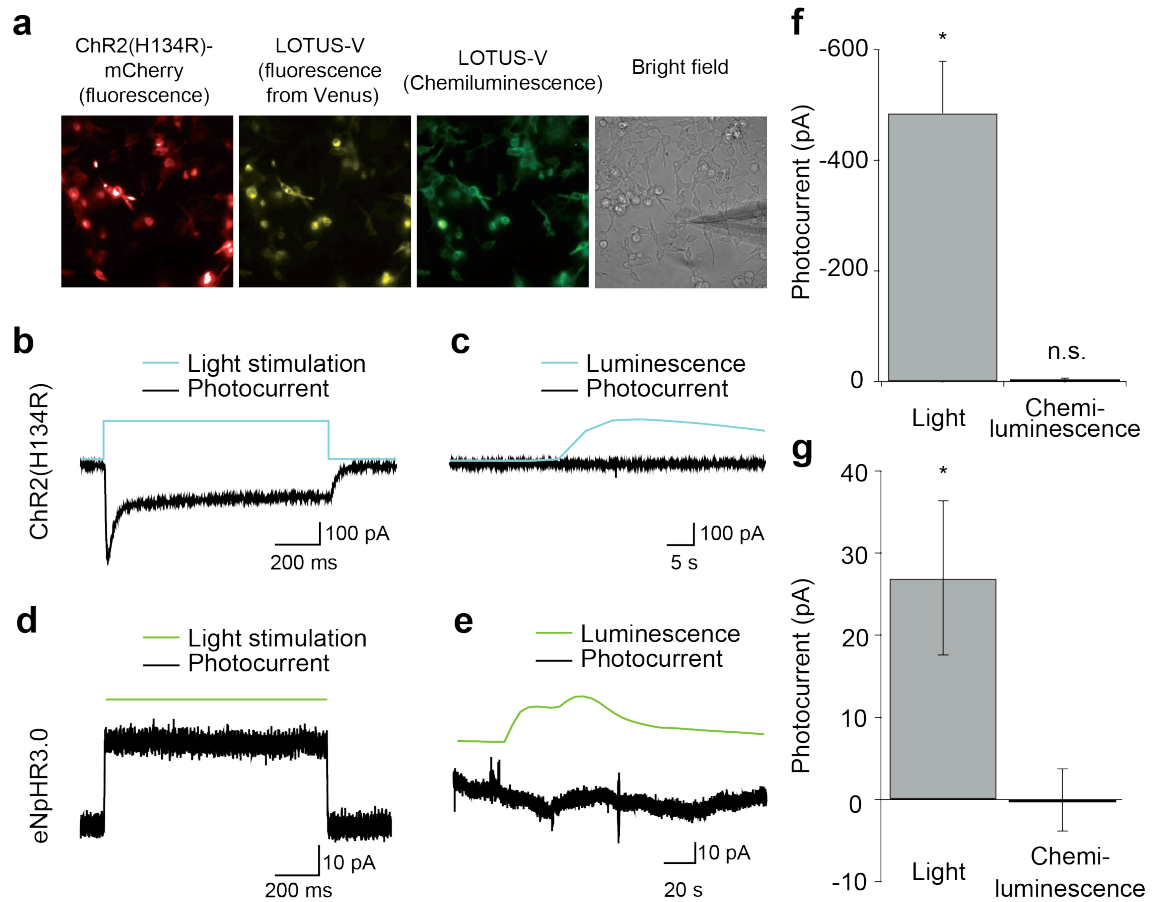 a
ChR2(H134R)-
mCherry
(fluorescence)
LOTUS-V
(fluorescence
from Venus)
LOTUS-V
(Chemiluminescence)
Bright field
b
Light stimulation
Photocurrent
ChR2(H134R)
100 pA
200 ms
c
Luminescence
Photocurrent
100 pA
5 s
d
Light stimulation
Photocurrent
eNpHR3.0
10 pA
200 ms
e
Luminescence
Photocurrent
10 pA
20 s
f
Photocurrent (pA)
-600
-400
-200
0
*
n.s.
Light
Chemi-
luminescence
g
Photocurrent (pA)
40
30
20
10
0
-10
*
Light
Chemi-
luminescence